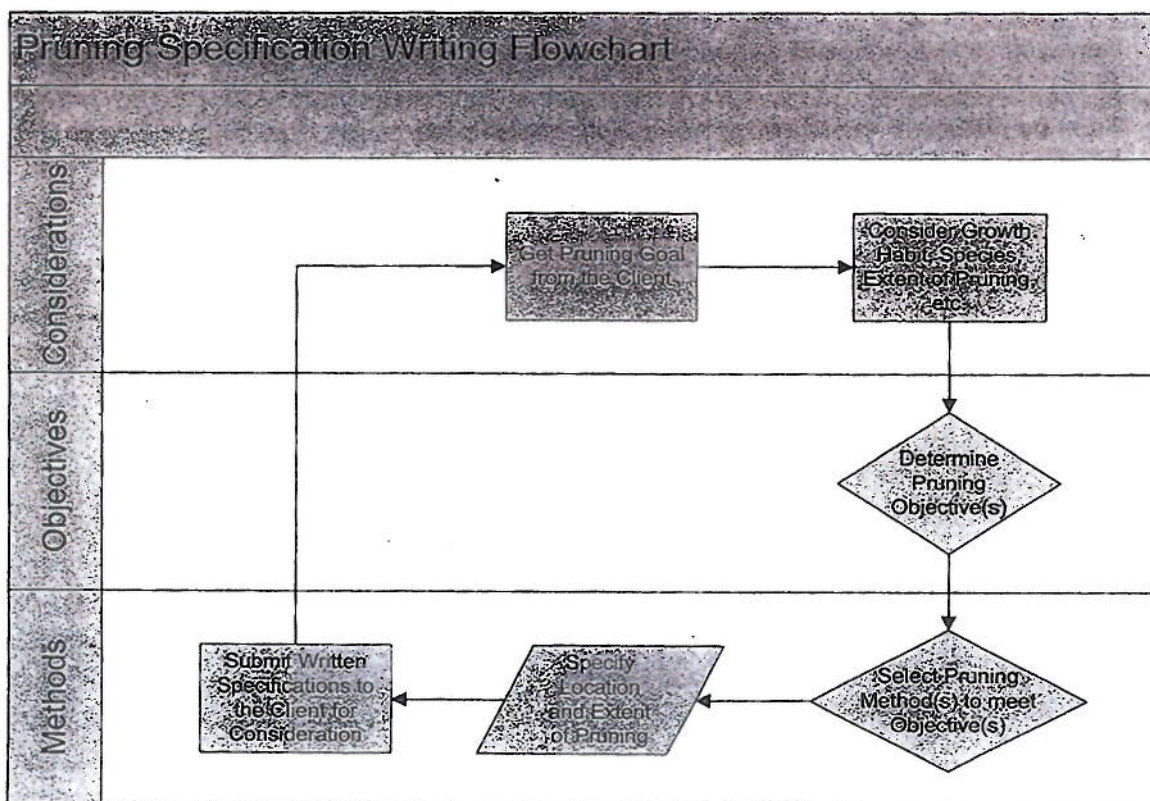 Pruning Specification Writing Flowchart
Considerations
Get Pruning Goal
from the Client
Consider Growth
Habit, Species,
Extent of Pruning,
etc.
Objectives
Determine
Pruning
Objective(s)
Methods
Submit Written
Specifications to
the Client for
Consideration
Specify
Location
and Extent
of Pruning
Select Pruning
Method(s) to meet
Objective(s)